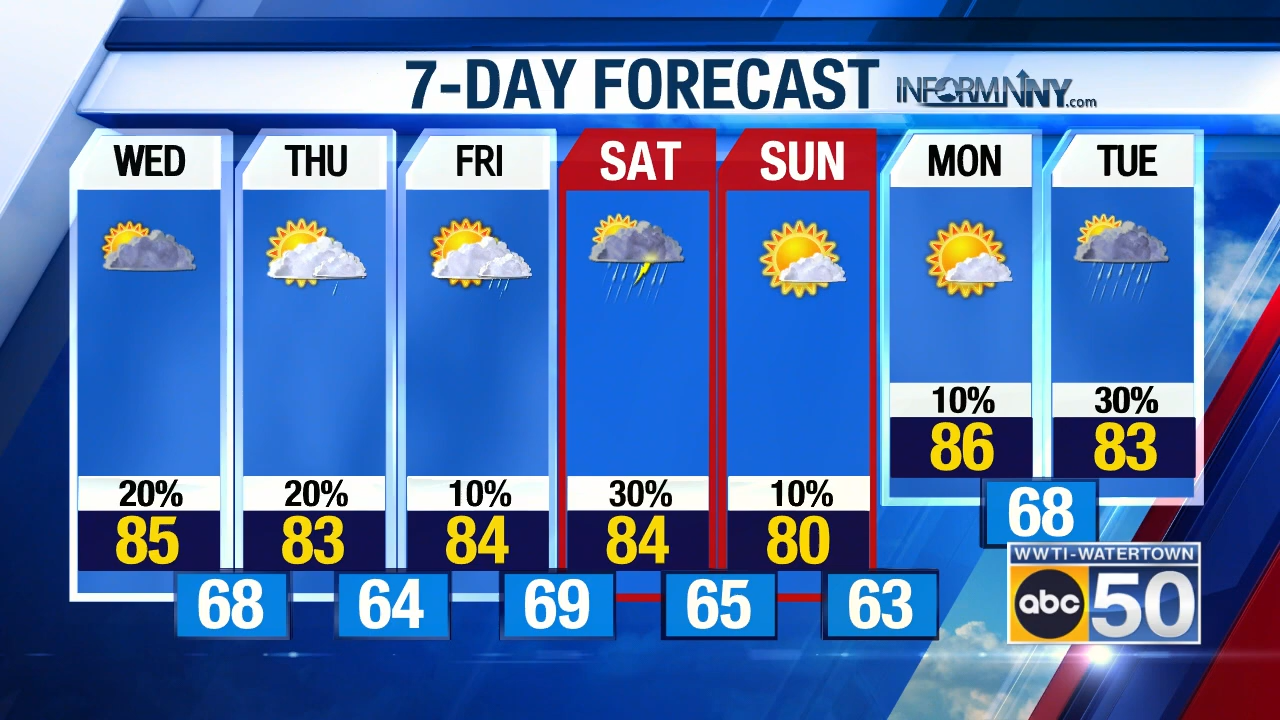 7-DAY FORECAST INFORMNNY.com
WED THU FRI SAT SUN MON TUE
10% 30%
86 83
20% 20% 10% 30% 10%
85 83 84 84 80
68
68 64 69 65 63
WWTI-WATERTOWN
abc 50